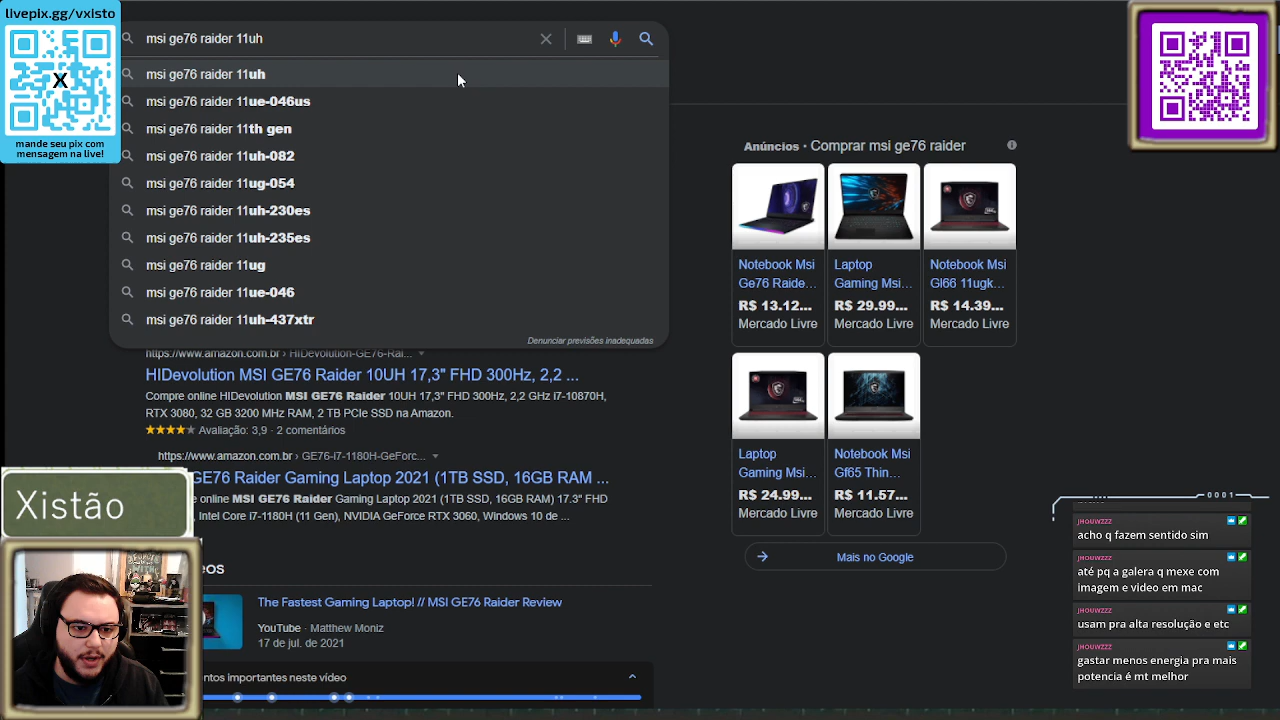 livepix.gg/vxisto
X
mande seu pix com
mensagem na live!
msi ge76 raider 11uh
msi ge76 raider 11uh
msi ge76 raider 11ue-046us
msi ge76 raider 11th gen
msi ge76 raider 11uh-082
msi ge76 raider 11ug-054
msi ge76 raider 11uh-230es
msi ge76 raider 11uh-235es
msi ge76 raider 11ug
msi ge76 raider 11ue-046
msi ge76 raider 11uh-437xtr
Denunciar previsões inadequadas
https://www.amazon.com.br › HIDevolution-GE76-Rai...
HIDevolution MSI GE76 Raider 10UH 17,3" FHD 300Hz, 2,2 ...
Compre online HIDevolution MSI GE76 Raider 10UH 17,3" FHD 300Hz, 2,2 GHz i7-10870H,
RTX 3080, 32 GB 3200 MHz RAM, 2 TB PCIe SSD na Amazon.
Avaliação: 3,9 · 2 comentários
https://www.amazon.com.br › GE76-i7-1180H-GeForc...
GE76 Raider Gaming Laptop 2021 (1TB SSD, 16GB RAM ...
e online MSI GE76 Raider Gaming Laptop 2021 (1TB SSD, 16GB RAM) 17.3" FHD
Intel Core i7-1180H (11 Gen), NVIDIA GeForce RTX 3060, Windows 10 de ...
eos
The Fastest Gaming Laptop! // MSI GE76 Raider Review
YouTube · Matthew Moniz
17 de jul. de 2021
ntos importantes neste vídeo
Anúncios · Comprar msi ge76 raider
Notebook Msi
Ge76 Raide...
R$ 13.12...
Mercado Livre
Laptop
Gaming Msi...
R$ 29.99...
Mercado Livre
Notebook Msi
Gl66 11ugk...
R$ 14.39...
Mercado Livre
Laptop
Gaming Msi...
R$ 24.99...
Mercado Livre
Notebook Msi
Gf65 Thin...
R$ 11.57...
Mercado Livre
Mais no Google
Xistão
0001
JHOUWZZZ
acho q fazem sentido sim
JHOUWZZZ
até pq a galera q mexe com
imagem e video em mac
JHOUWZZZ
usam pra alta resolução e etc
JHOUWZZZ
gastar menos energia pra mais
potencia é mt melhor